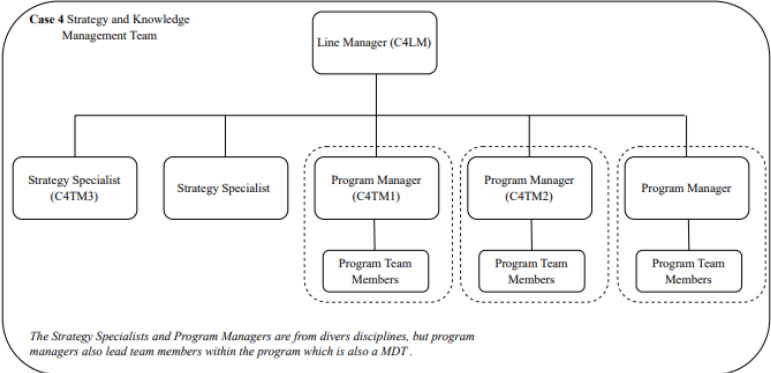 Case 4 Strategy and Knowledge
Management Team
Line Manager (C4LM)
Strategy Specialist
(C4TM3)
Strategy Specialist
Program Manager
(C4TM1)
Program Manager
(C4TM2)
Program Manager
Program Team
Members
Program Team
Members
Program Team
Members
The Strategy Specialists and Program Managers are from divers disciplines, but program
managers also lead team members within the program which is also a MDT .